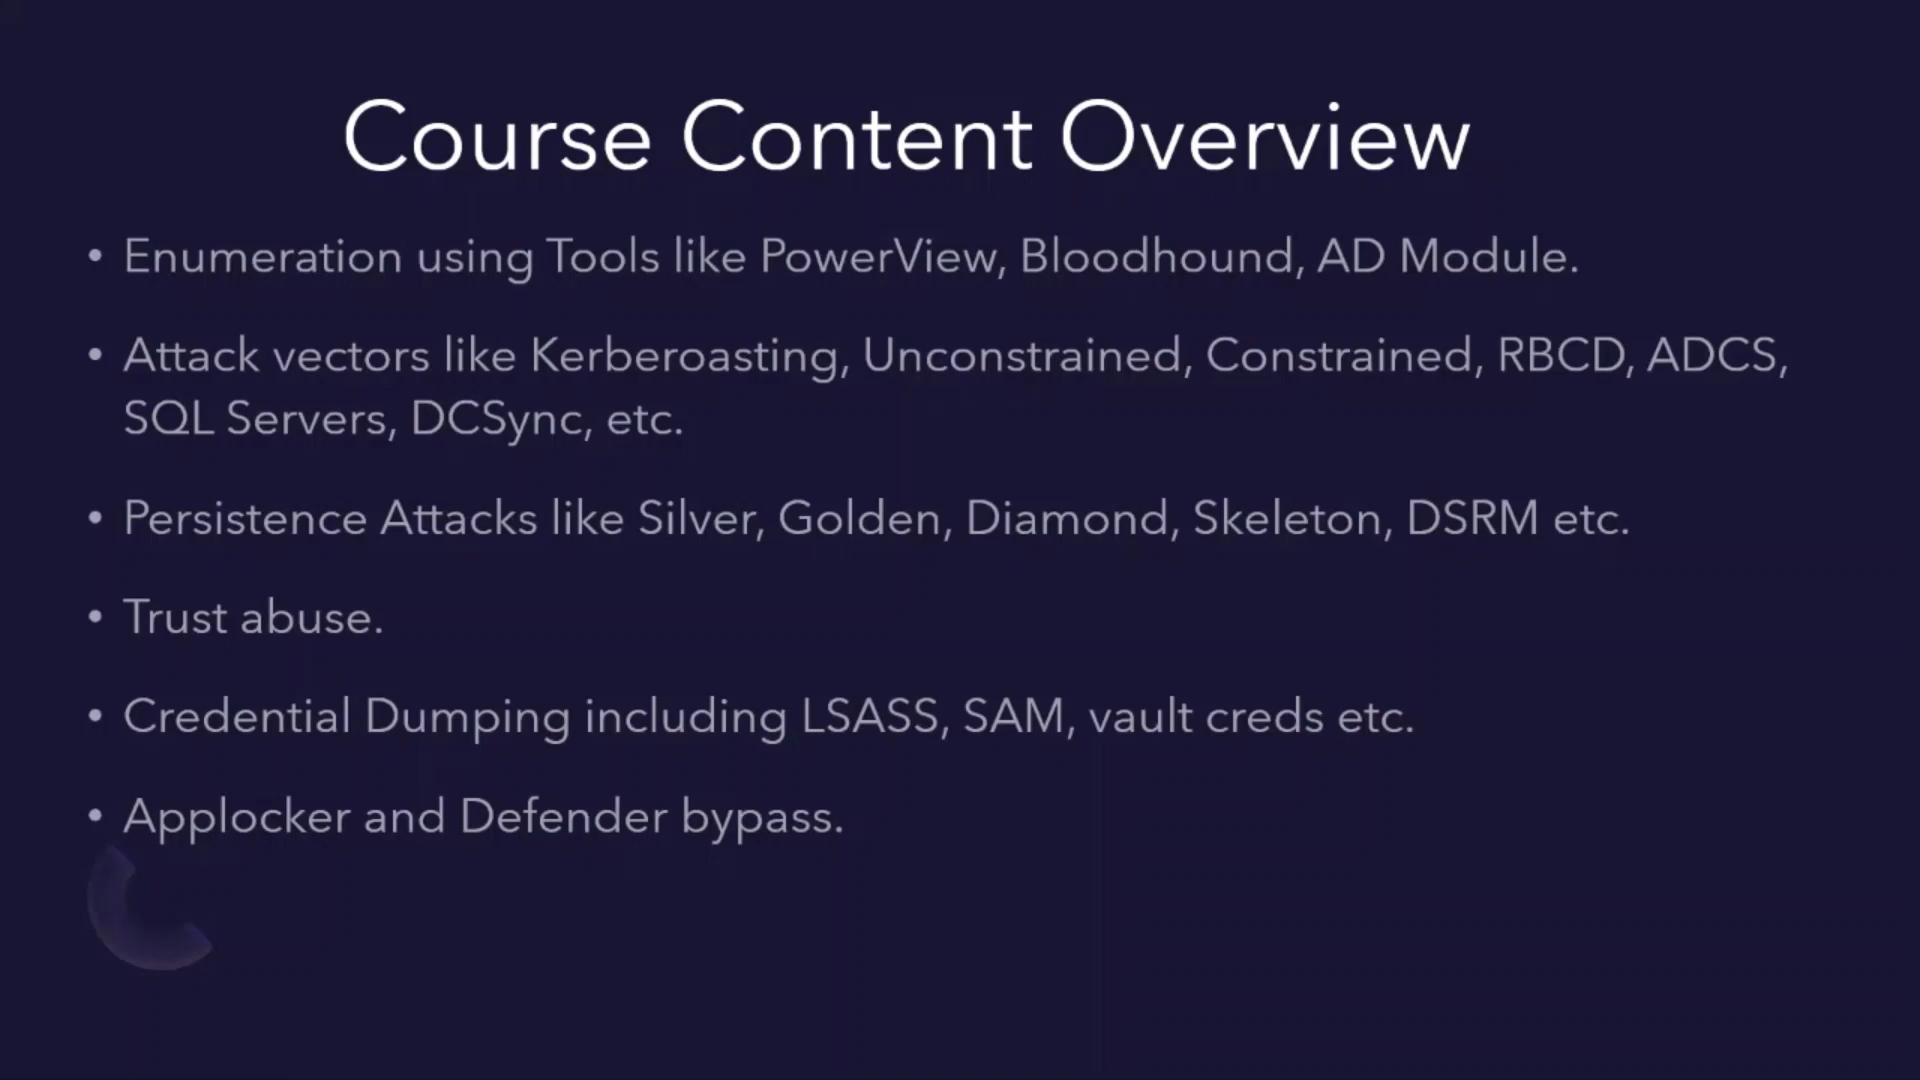 Course Content Overview
• Enumeration using Tools like PowerView, Bloodhound, AD Module.
• Attack vectors like Kerberoasting, Unconstrained, Constrained, RBCD, ADCS,
SQL Servers, DCSync, etc.
• Persistence Attacks like Silver, Golden, Diamond, Skeleton, DSRM etc.
• Trust abuse.
• Credential Dumping including LSASS, SAM, vault creds etc.
• Applocker and Defender bypass.